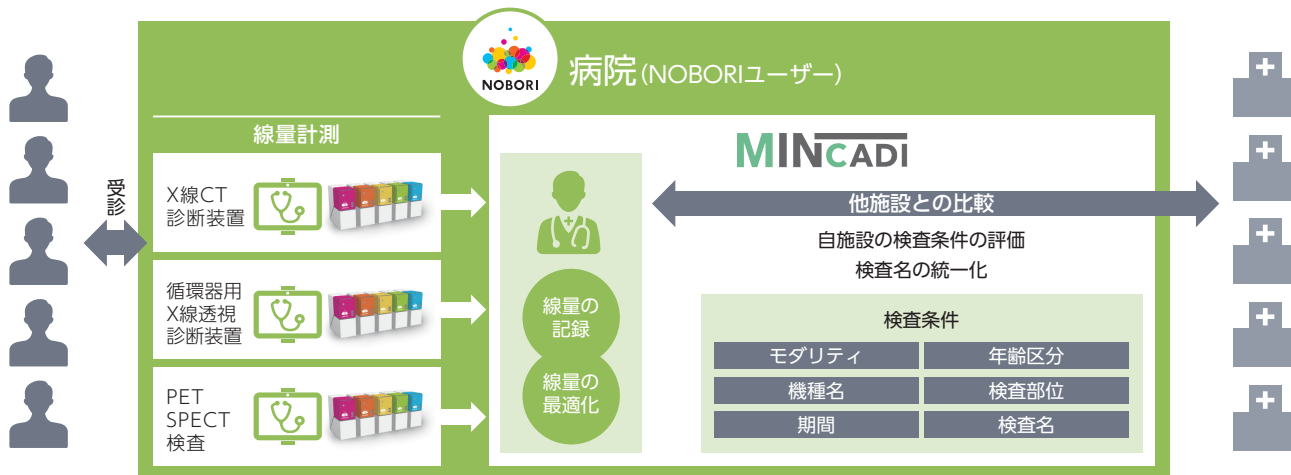 NOBORI
病院(NOBORIユーザー)
受診
線量計測
X線CT
診断装置
循環器用
X線透視
診断装置
PET
SPECT
検査
線量の
記録
線量の
最適化
MINCADI
他施設との比較
自施設の検査条件の評価
検査名の統一化
検査条件
モダリティ
年齢区分
機種名
検査部位
期間
検査名